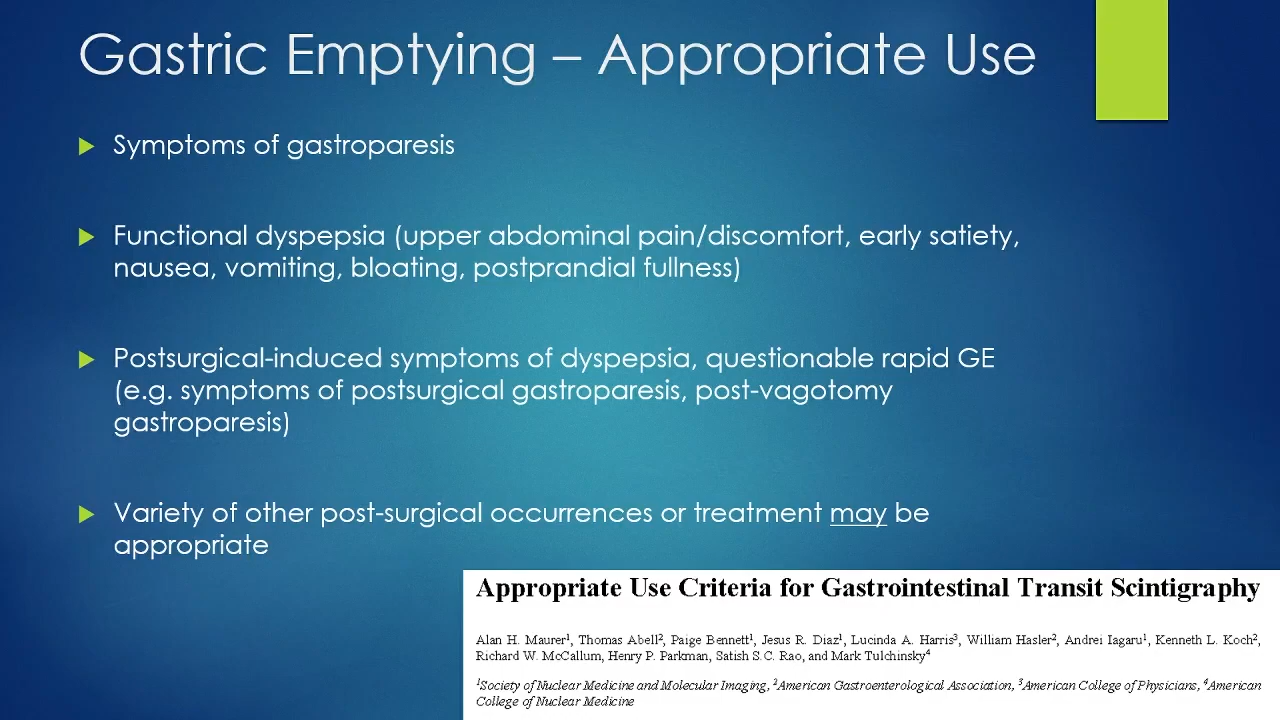 Gastric Emptying – Appropriate Use
Symptoms of gastroparesis
Functional dyspepsia (upper abdominal pain/discomfort, early satiety,
nausea, vomiting, bloating, postprandial fullness)
Postsurgical-induced symptoms of dyspepsia, questionable rapid GE
(e.g. symptoms of postsurgical gastroparesis, post-vagotomy
gastroparesis)
Variety of other post-surgical occurrences or treatment may be
appropriate
Appropriate Use Criteria for Gastrointestinal Transit Scintigraphy
Alan H. Maurer¹, Thomas Abell², Paige Bennett¹, Jesus R. Diaz¹, Lucinda A. Harris³, William Hasler², Andrei Iagaru¹, Kenneth L. Koch²,
Richard W. McCallum, Henry P. Parkman, Satish S.C. Rao, and Mark Tulchinsky⁴
¹Society of Nuclear Medicine and Molecular Imaging, ²American Gastroenterological Association, ³American College of Physicians, ⁴American
College of Nuclear Medicine